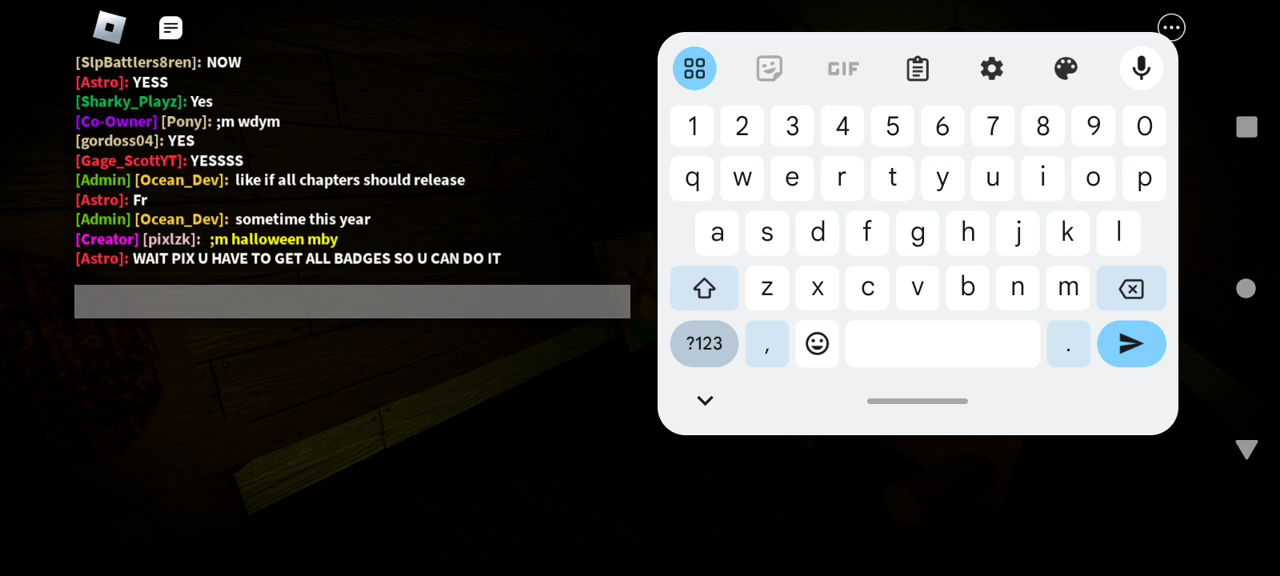 [SlpBattlers8ren]: NOW
[Astro]: YESS
[Sharky_Playz]: Yes
[Co-Owner] [Pony]: ;m wdym
[gordoss04]: YES
[Gage_ScottYT]: YESSSS
[Admin] [Ocean_Dev]: like if all chapters should release
[Astro]: Fr
[Admin] [Ocean_Dev]: sometime this year
[Creator] [pixlzk]: ;m halloween mby
[Astro]: WAIT PIX U HAVE TO GET ALL BADGES SO U CAN DO IT
GIF
1 2 3 4 5 6 7 8 9 0
q w e r t y u i o p
a s d f g h j k l
z x c v b n m
?123 , .